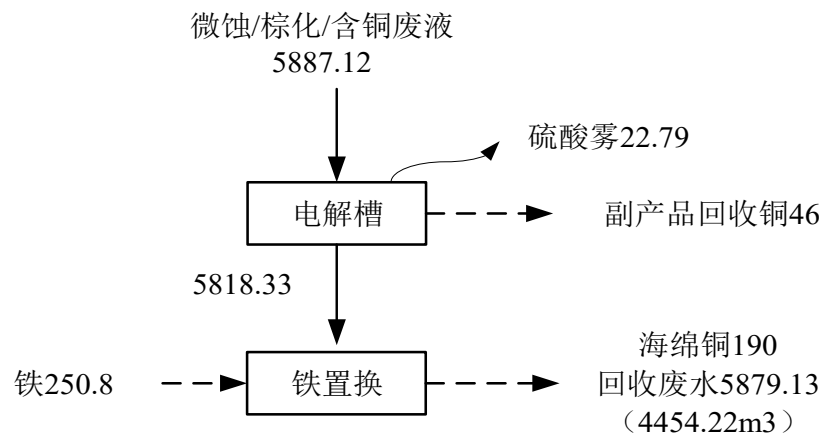 微蚀/棕化/含铜废液
5887.12
硫酸雾22.79
电解槽
副产品回收铜46
5818.33
海绵铜190
铁250.8
铁置换
回收废水5879.13
（4454.22m3）